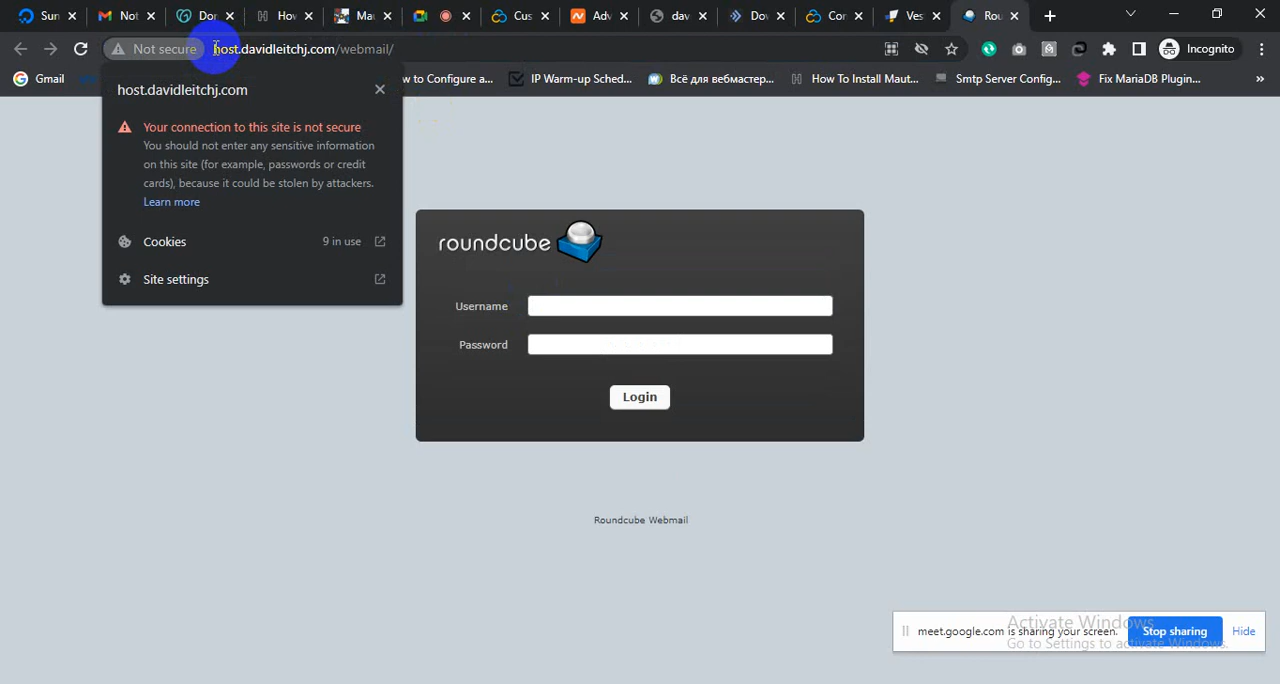 Sun
Not
Dor
Hov
Ma
Cus
Adv
dav
Dov
Cor
Ves
Rou
Not secure
host.davidleitchj.com/webmail/
Incognito
Gmail
w to Configure a...
IP Warm-up Sched...
Всё для вебмастер...
How To Install Maut...
Smtp Server Config...
Fix MariaDB Plugin...
»
host.davidleitchj.com
Your connection to this site is not secure
You should not enter any sensitive information
on this site (for example, passwords or credit
cards), because it could be stolen by attackers.
Learn more
Cookies
9 in use
Site settings
roundcube
Username
Password
Login
Roundcube Webmail
meet.google.com is sharing your screen.
Stop sharing
Hide
Activate Windows
Go to Settings to activate Windows.